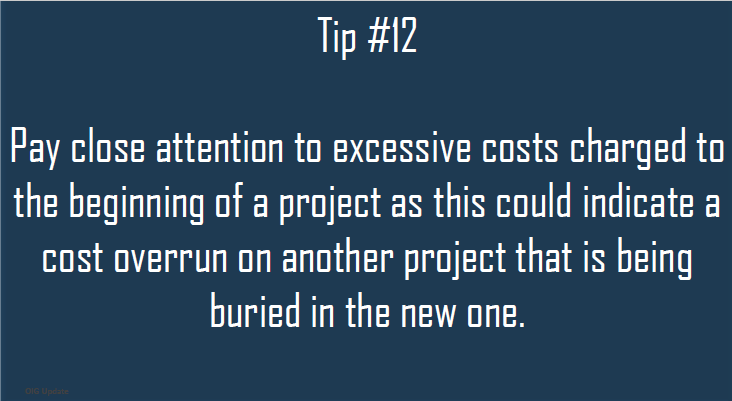 Tip #12
Pay close attention to excessive costs charged to
the beginning of a project as this could indicate a
cost overrun on another project that is being
buried in the new one.